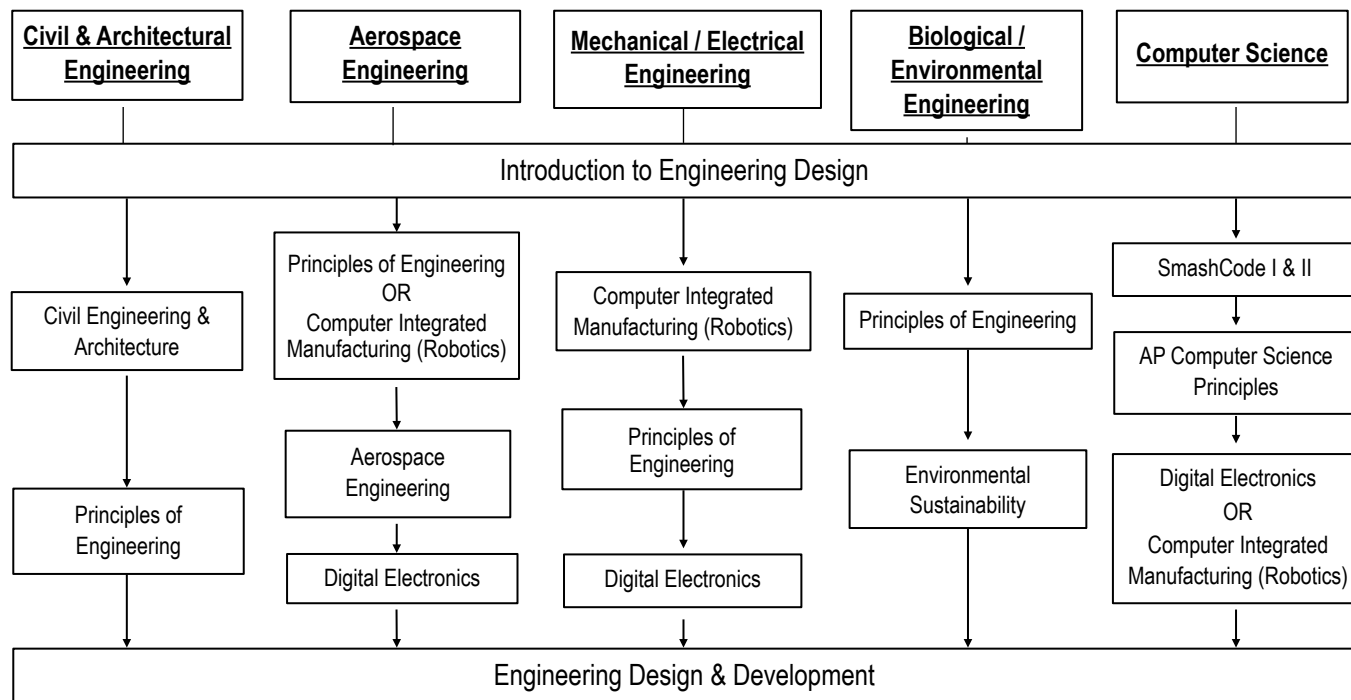 Civil & Architectural
Engineering
Aerospace
Engineering
Mechanical / Electrical
Engineering
Biological /
Environmental
Engineering
Computer Science
Introduction to Engineering Design
Civil Engineering &
Architecture
Principles of
Engineering
Principles of Engineering
OR
Computer Integrated
Manufacturing (Robotics)
Aerospace
Engineering
Digital Electronics
Computer Integrated
Manufacturing (Robotics)
Principles of
Engineering
Digital Electronics
Principles of Engineering
Environmental
Sustainability
SmashCode I & II
AP Computer Science
Principles
Digital Electronics
OR
Computer Integrated
Manufacturing (Robotics)
Engineering Design & Development